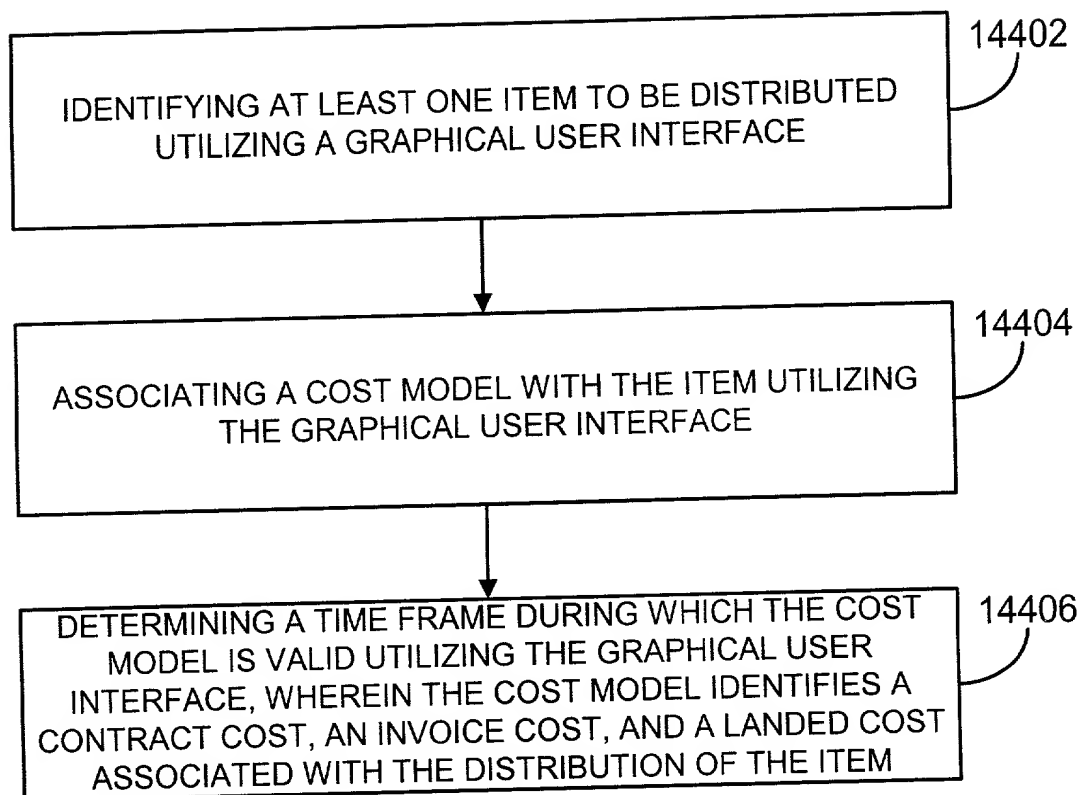 14402
IDENTIFYING AT LEAST ONE ITEM TO BE DISTRIBUTED
UTILIZING A GRAPHICAL USER INTERFACE
14404
ASSOCIATING A COST MODEL WITH THE ITEM UTILIZING
THE GRAPHICAL USER INTERFACE
14406
DETERMINING A TIME FRAME DURING WHICH THE COST
MODEL IS VALID UTILIZING THE GRAPHICAL USER
INTERFACE, WHEREIN THE COST MODEL IDENTIFIES A
CONTRACT COST, AN INVOICE COST, AND A LANDED COST
ASSOCIATED WITH THE DISTRIBUTION OF THE ITEM